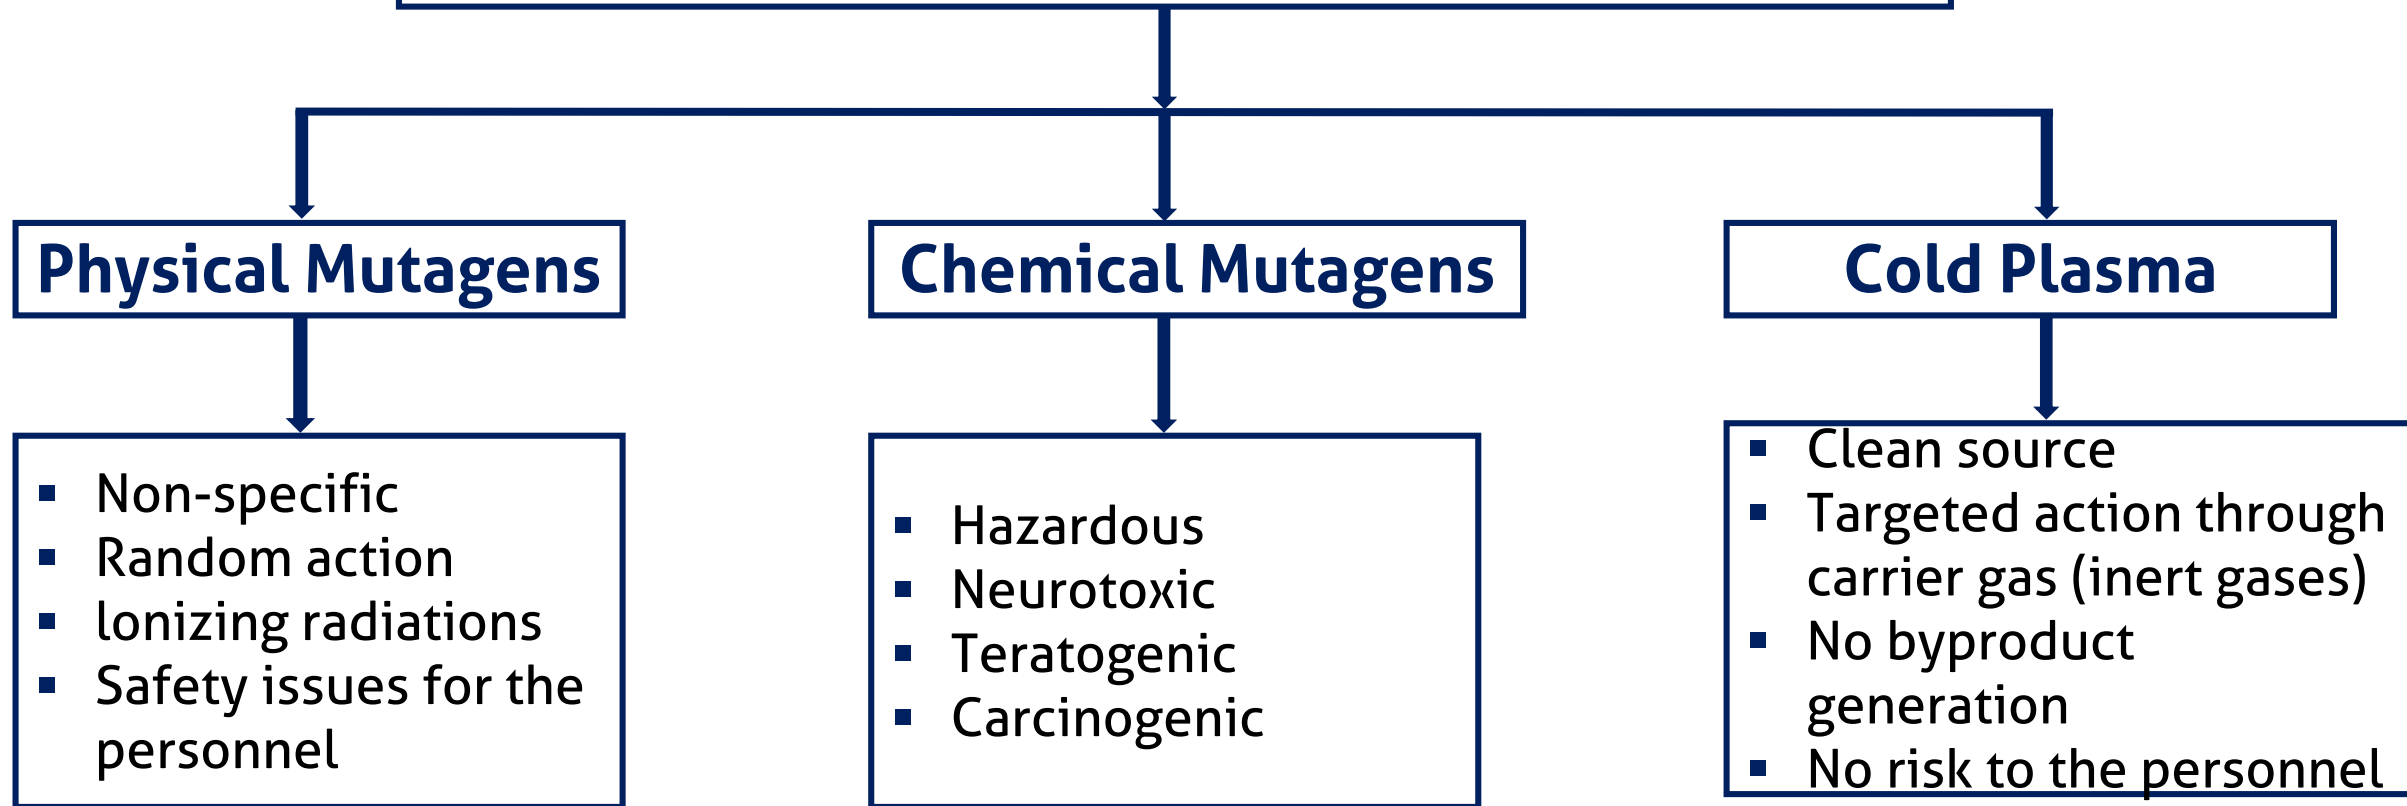 Physical Mutagens
Chemical Mutagens
Cold Plasma
Non-specific
Random action
lonizing radiations
Safety issues for the
personnel
Hazardous
Neurotoxic
Teratogenic
Carcinogenic
Clean source
Targeted action through
carrier gas (inert gases)
No byproduct
generation
No risk to the personnel